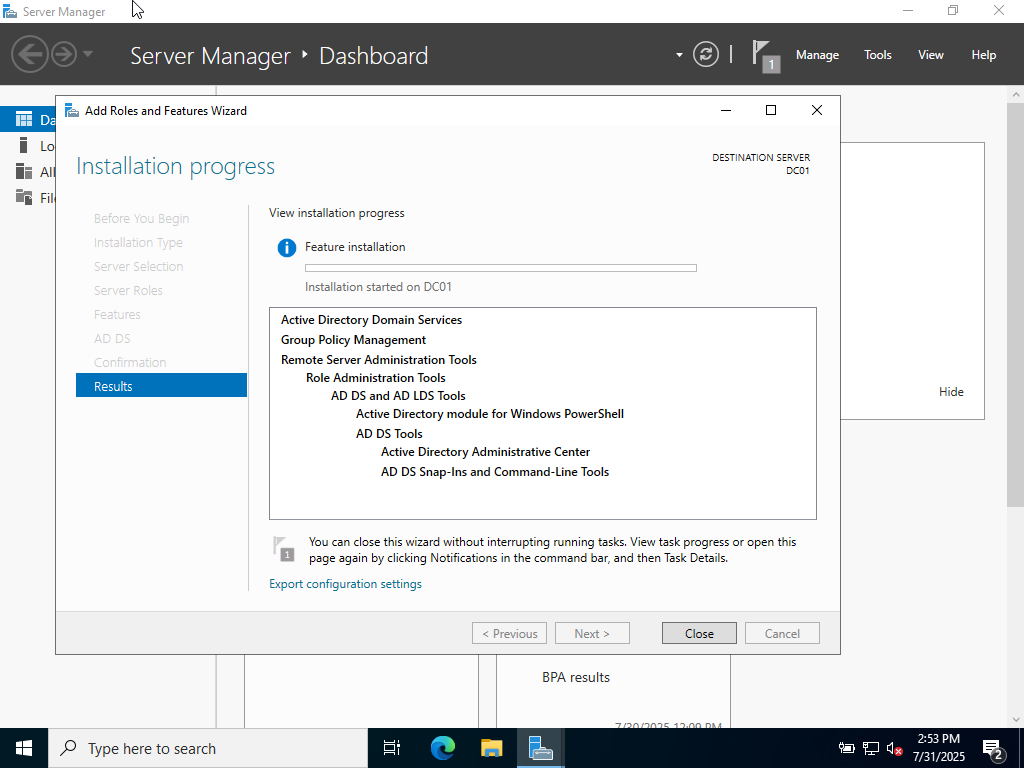 Server Manager
Server Manager
Dashboard
1
Manage
Tools
View
Help
Add Roles and Features Wizard
Installation progress
DESTINATION SERVER
DC01
Before You Begin
Installation Type
Server Selection
Server Roles
Features
AD DS
Confirmation
Results
View installation progress
Feature installation
Installation started on DC01
Active Directory Domain Services
Group Policy Management
Remote Server Administration Tools
Role Administration Tools
AD DS and AD LDS Tools
Active Directory module for Windows PowerShell
AD DS Tools
Active Directory Administrative Center
AD DS Snap-Ins and Command-Line Tools
1
You can close this wizard without interrupting running tasks. View task progress or open this
page again by clicking Notifications in the command bar, and then Task Details.
Export configuration settings
< Previous
Next >
Close
Cancel
Hide
BPA results
7/30/2025 12:09 PM
Type here to search
2:53 PM
7/31/2025
2